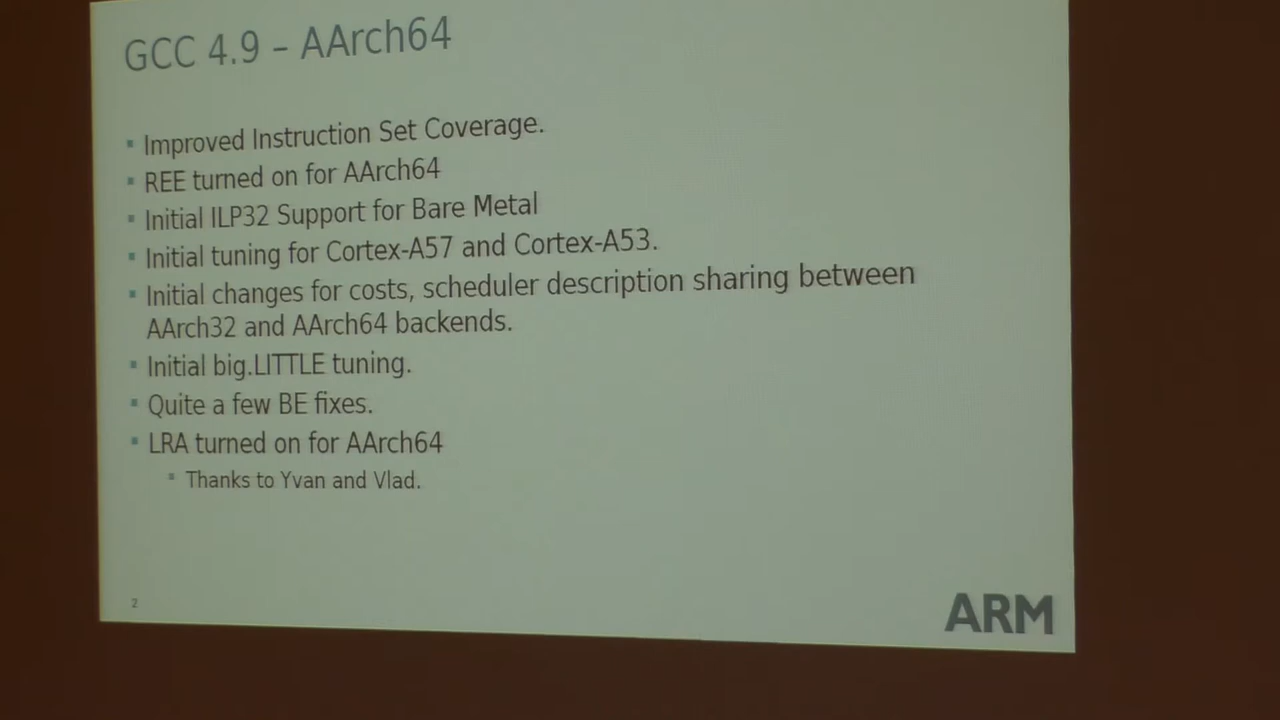 GCC 4.9 – AArch64
Improved Instruction Set Coverage.
REE turned on for AArch64
Initial ILP32 Support for Bare Metal
Initial tuning for Cortex-A57 and Cortex-A53.
Initial changes for costs, scheduler description sharing between
AArch32 and AArch64 backends.
Initial big.LITTLE tuning.
Quite a few BE fixes.
LRA turned on for AArch64
Thanks to Yvan and Vlad.
2
ARM